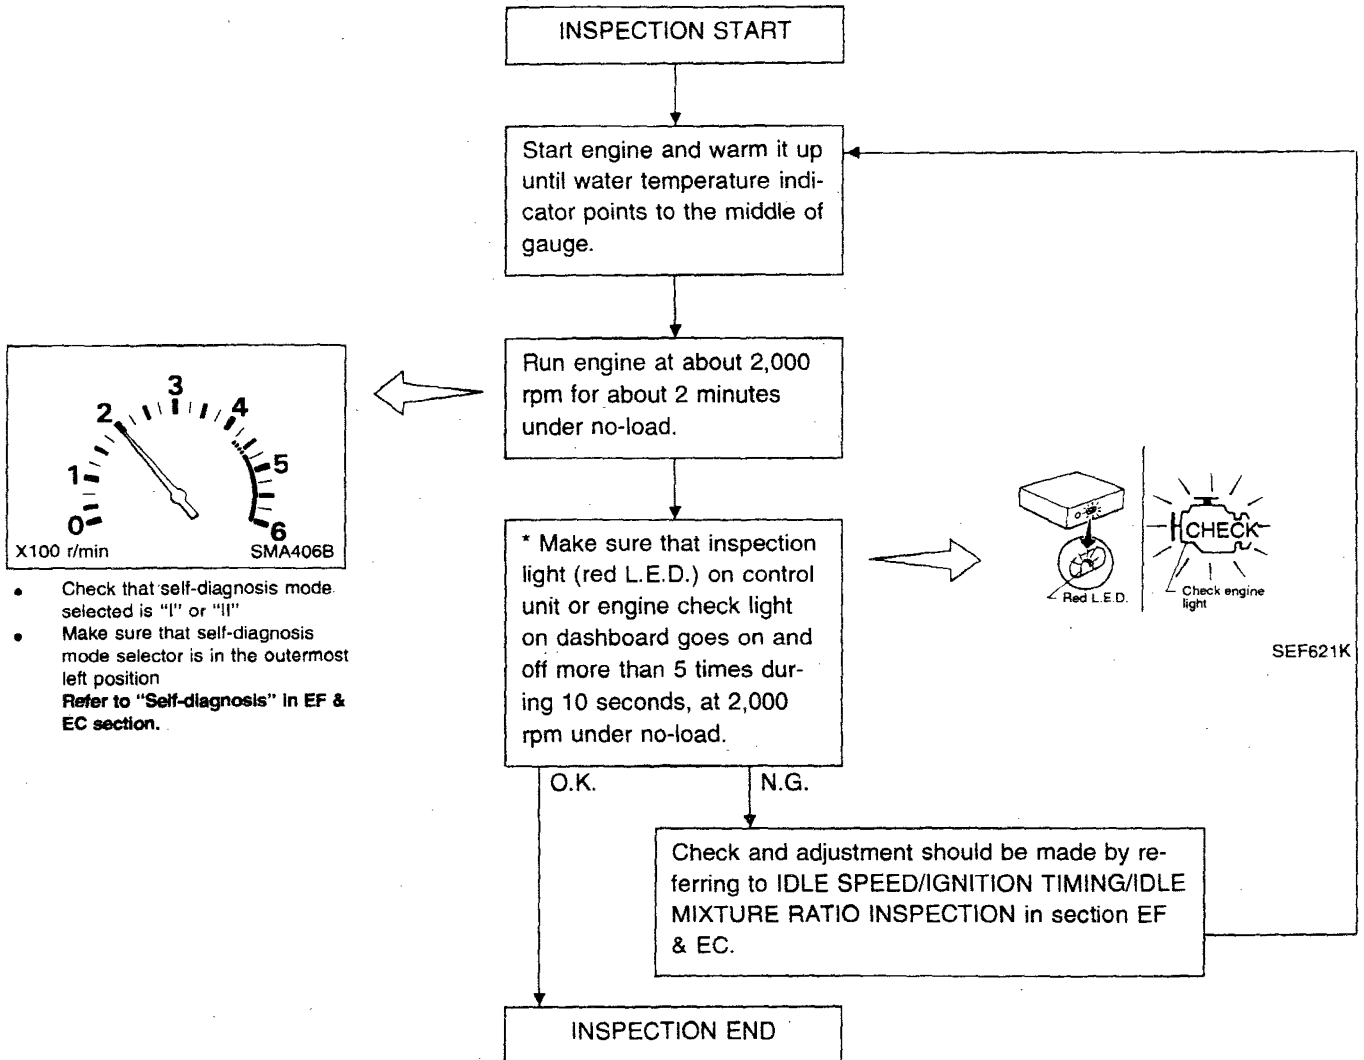 INSPECTION START
Start engine and warm it up
until water temperature indi-
cator points to the middle of
gauge.
Run engine at about 2,000
rpm for about 2 minutes
under no-load.
0
1
2
3
4
5
6
X100 r/min
SMA406B
• Check that self-diagnosis mode
selected is "I" or "II"
• Make sure that self-diagnosis
mode selector is in the outermost
left position
Refer to "Self-diagnosis" in EF &
EC section.
* Make sure that inspection
light (red L.E.D.) on control
unit or engine check light
on dashboard goes on and
off more than 5 times dur-
ing 10 seconds, at 2,000
rpm under no-load.
CHECK
Red L.E.D.
Check engine
light
SEF621K
O.K.
N.G.
Check and adjustment should be made by re-
ferring to IDLE SPEED/IGNITION TIMING/IDLE
MIXTURE RATIO INSPECTION in section EF
& EC.
INSPECTION END